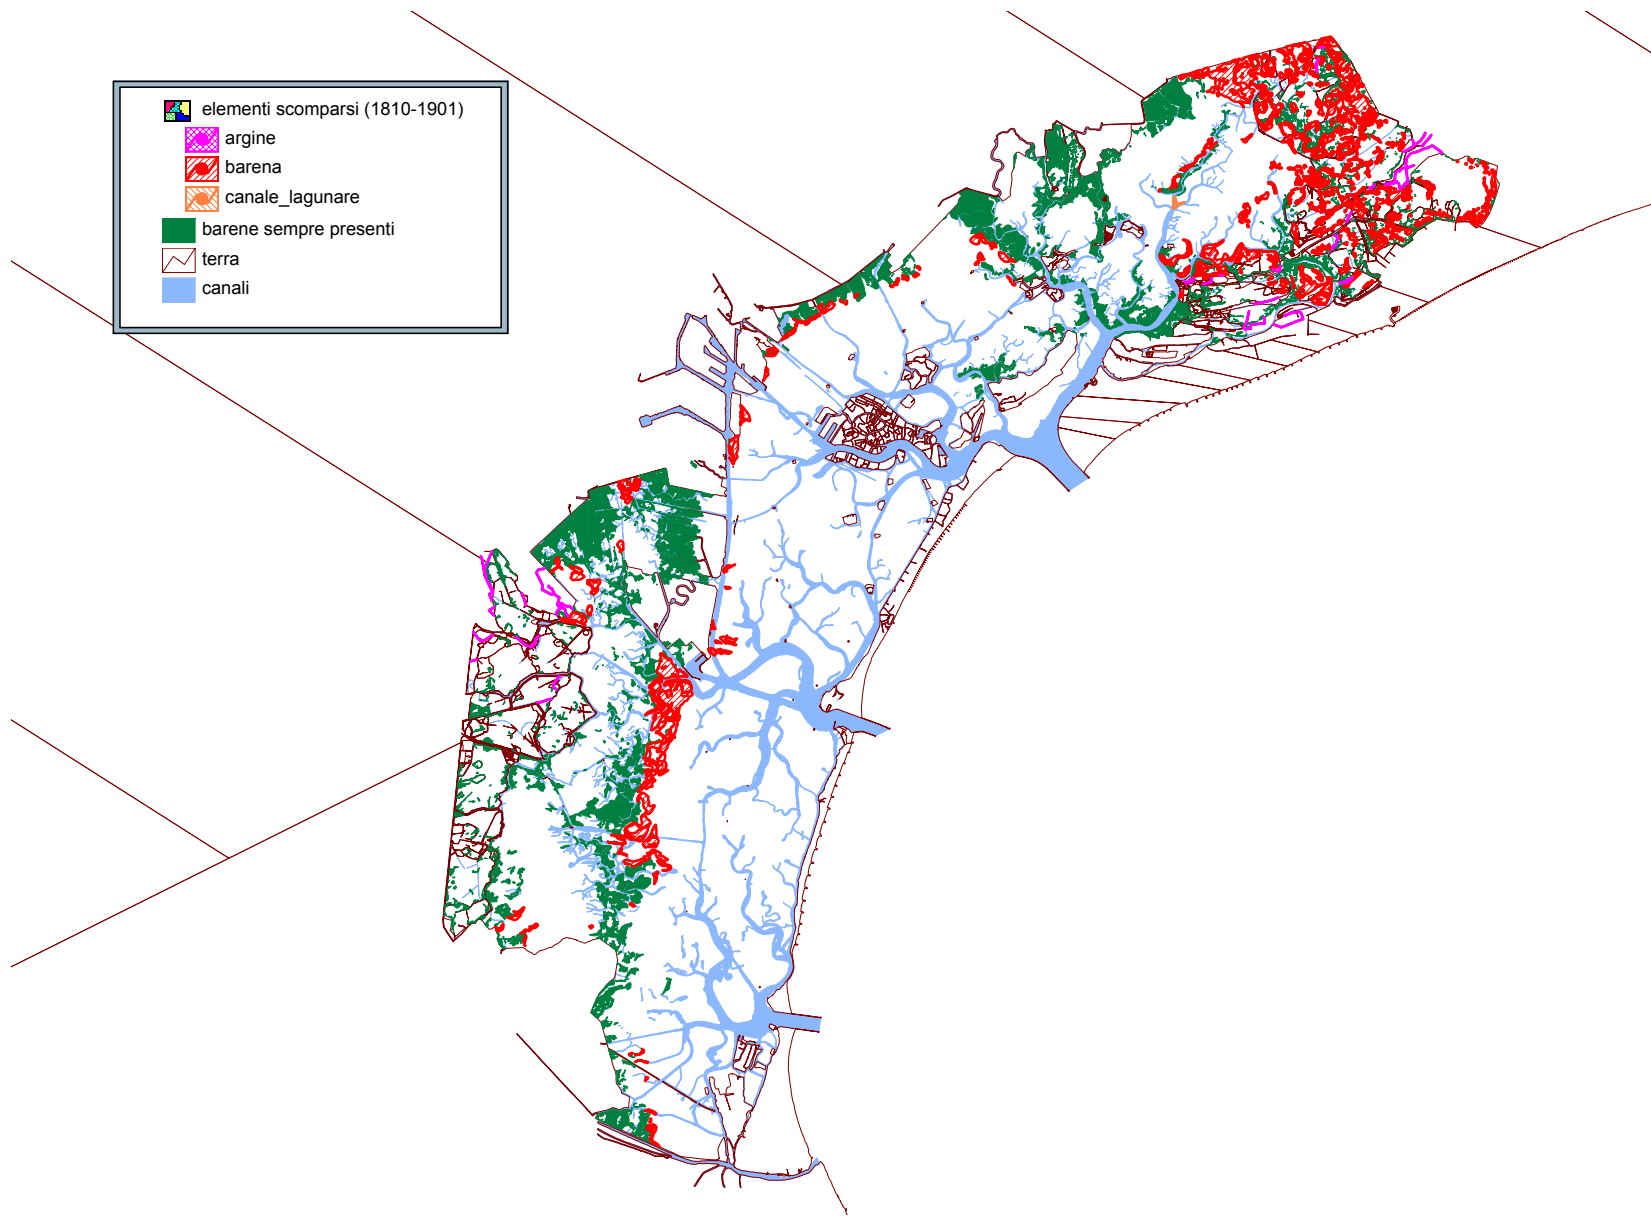 elementi scomparsi (1810-1901)
argine
barena
canale_lagunare
barene sempre presenti
terra
canali